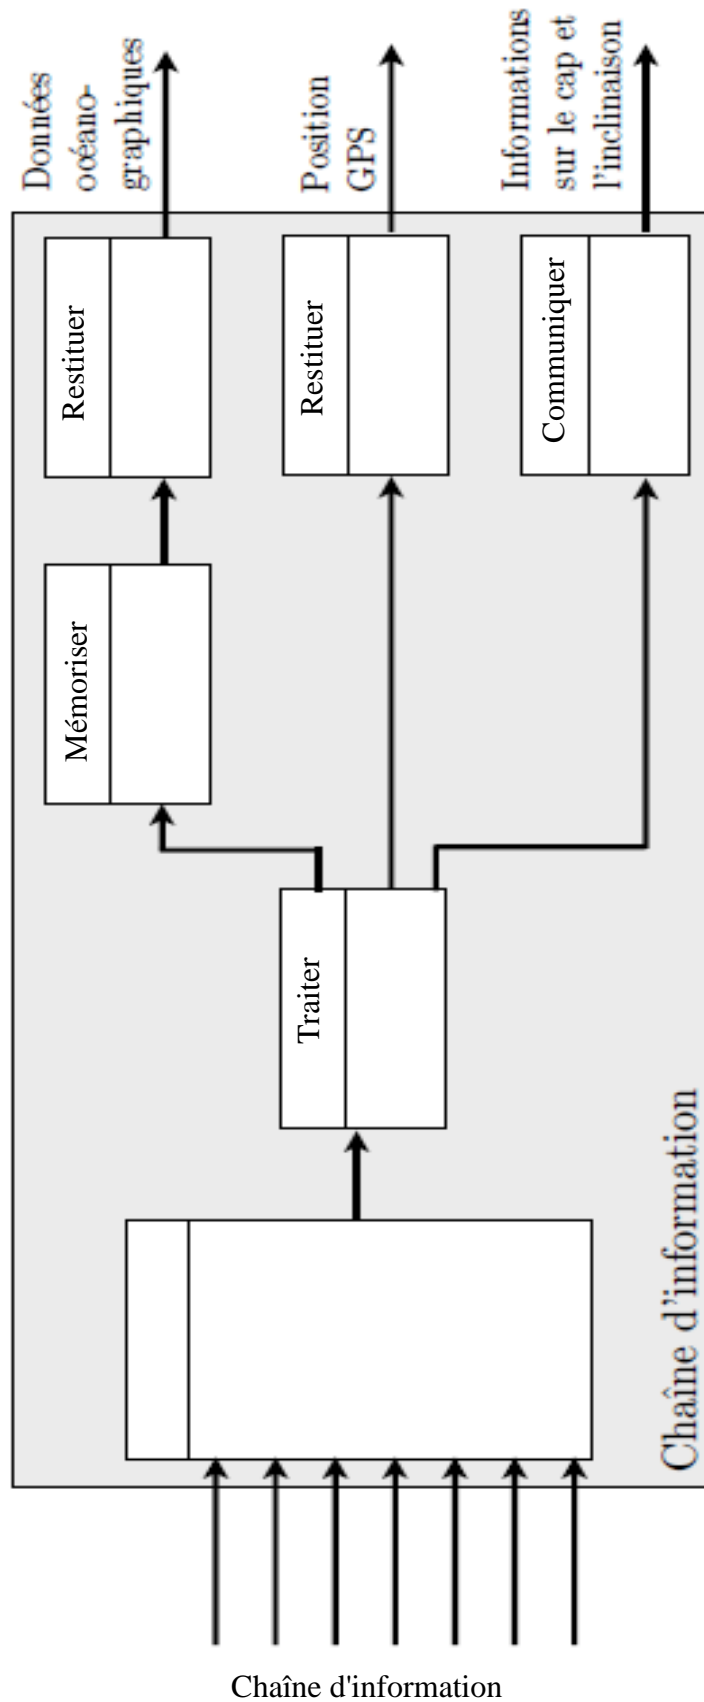 Données
océano-
graphiques
Position
GPS
Informations
sur le cap et
l'inclinaison
Restituer
Restituer
Communiquer
Mémoriser
Traiter
Chaîne d'information
Chaîne d'information